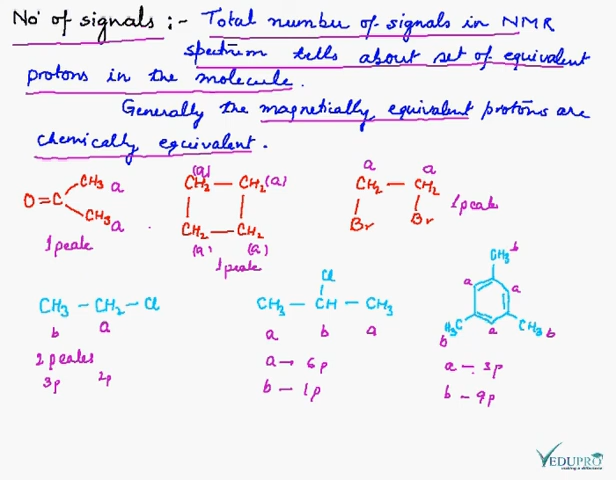 No of signals :- Total number of signals in NMR
spectrum tells about set of equivalent
protons in the molecule.
Generally the magnetically equivalent protons are
chemically equivalent.
O=C CH3 a CH3 a
1 peak
(a) CH2 — CH2 (a)
CH2 — CH2
(a) (a)
1 peak
a a
CH2 — CH2
Br Br
1 peak
CH3 — CH2 — Cl
b a
2 peaks
3p 2p
Cl
CH3 — CH — CH3
a b a
a → 6p
b — 1p
CH3 b
a a
H3C a CH3 b
b
a — 3p
b — 9p
VEDUPRO